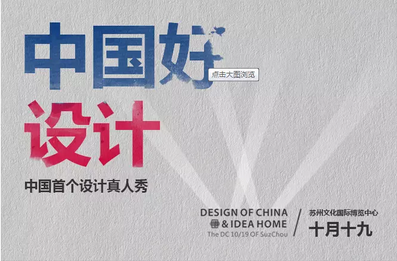 中国好
点击大图浏览
设计
中国首个设计真人秀
DESIGN OF CHINA
& IDEA HOME
The DC 10/19 OF SuzChou
苏州文化国际博览中心
十月十九